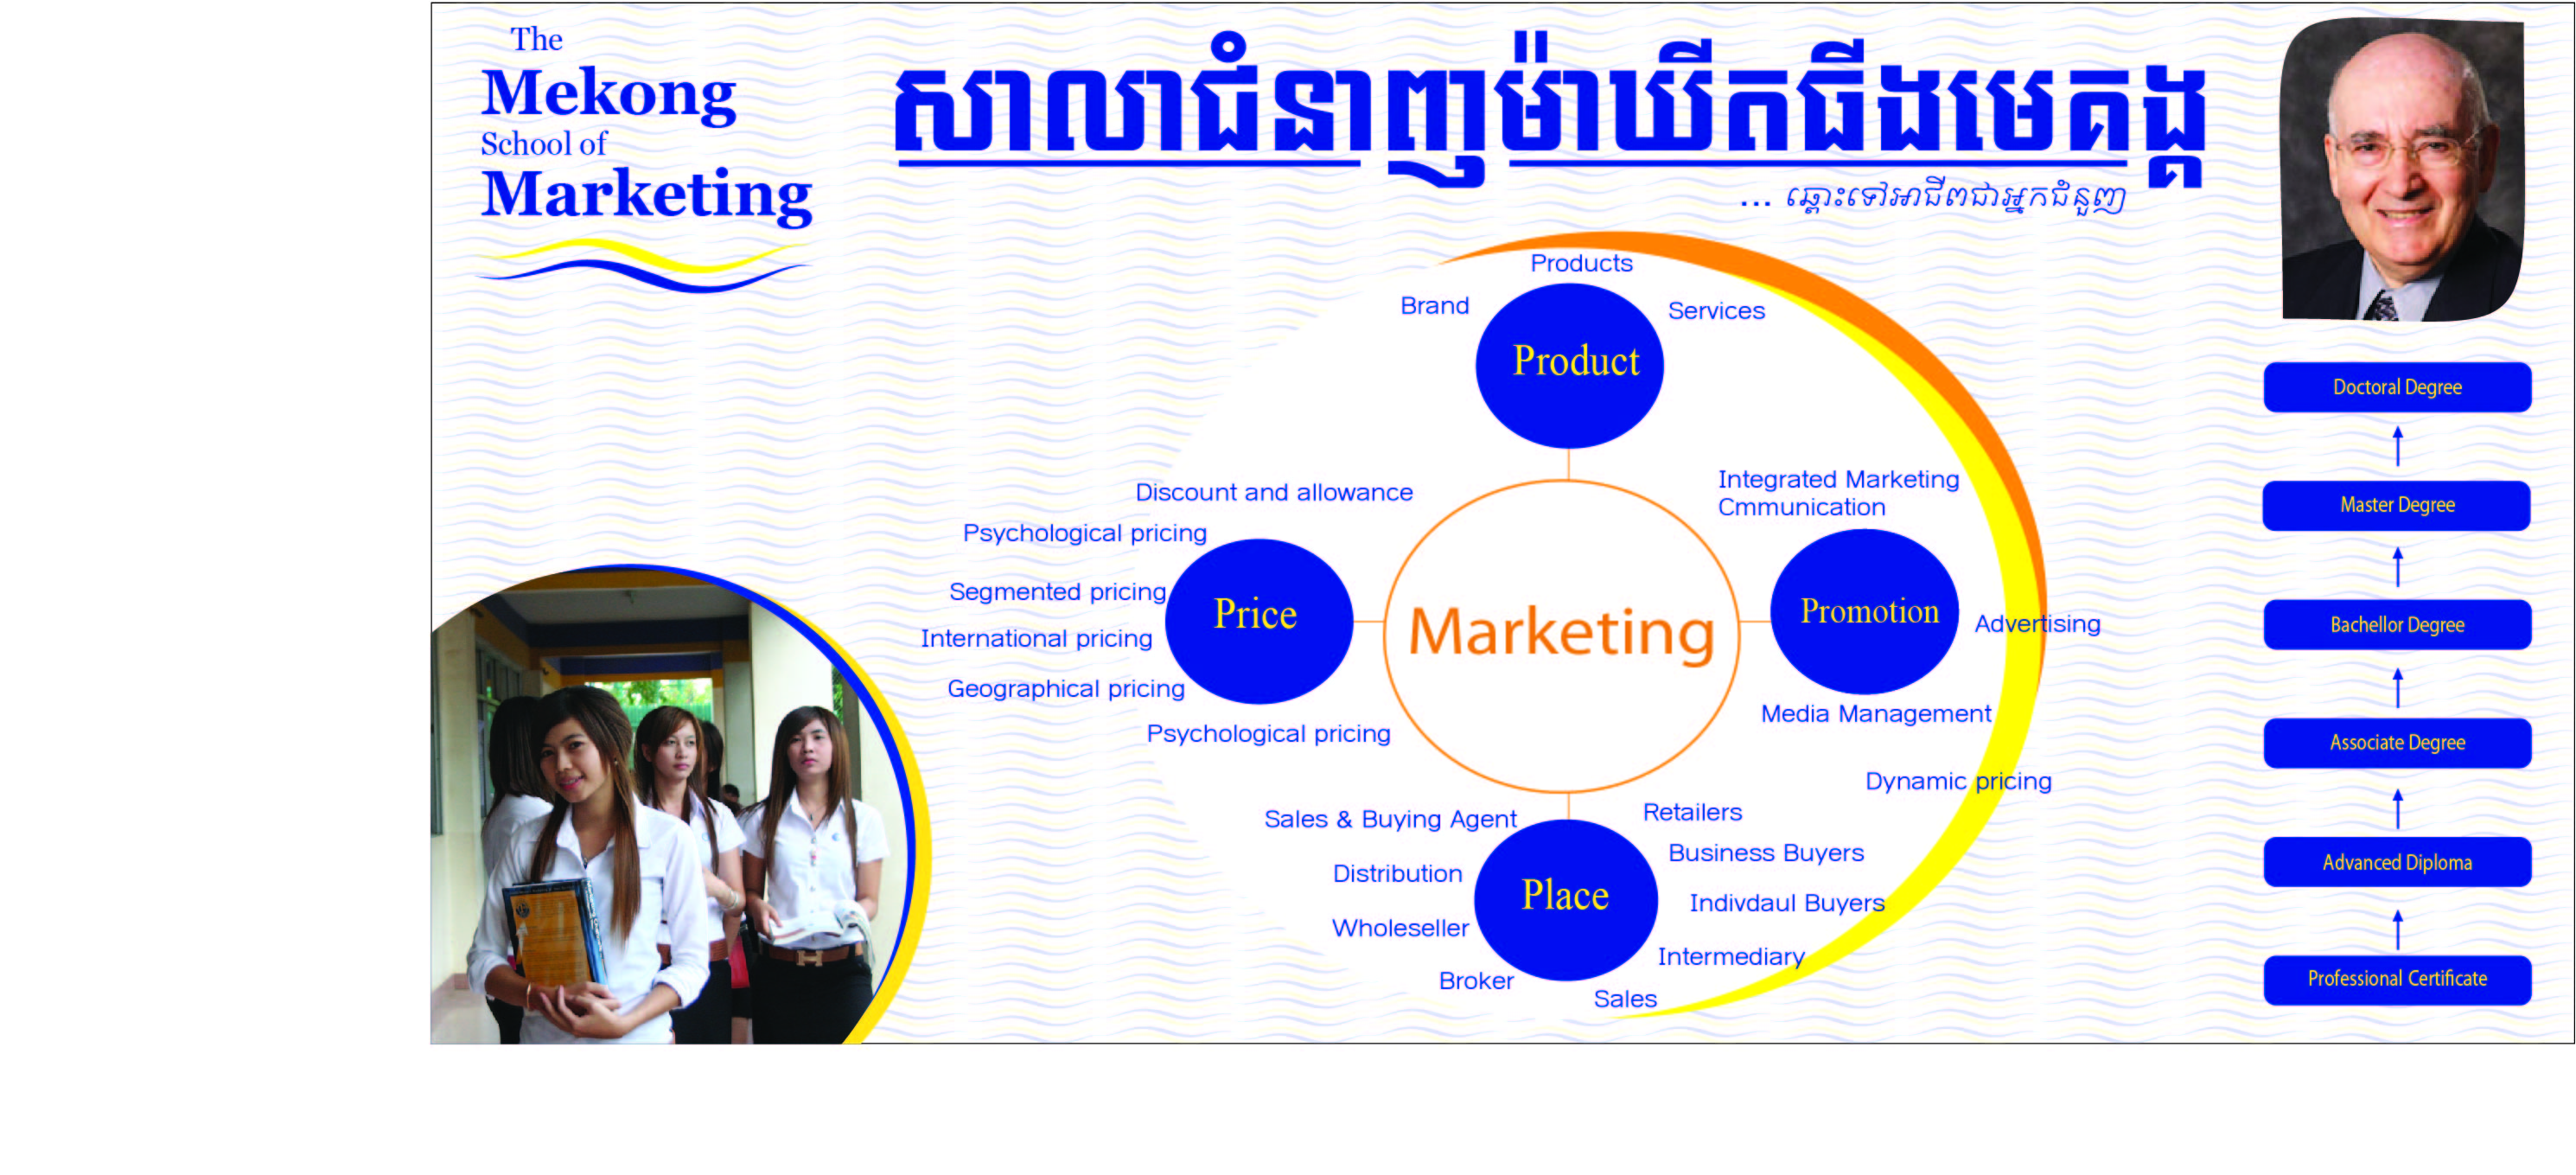 The
Mekong
School of
Marketing
សាលាជំនាញម៉ាឃីតធីងមេគង្គ
... ឆ្ពោះទៅអាជីពជាអ្នកជំនួញ
Products
Brand
Services
Product
Discount and allowance
Psychological pricing
Segmented pricing
International pricing
Geographical pricing
Psychological pricing
Price
Marketing
Integrated Marketing
Cmmunication
Promotion
Advertising
Media Management
Dynamic pricing
Sales & Buying Agent
Distribution
Wholeseller
Broker
Place
Retailers
Business Buyers
Indivdaul Buyers
Intermediary
Sales
Doctoral Degree
Master Degree
Bachellor Degree
Associate Degree
Advanced Diploma
Professional Certificate